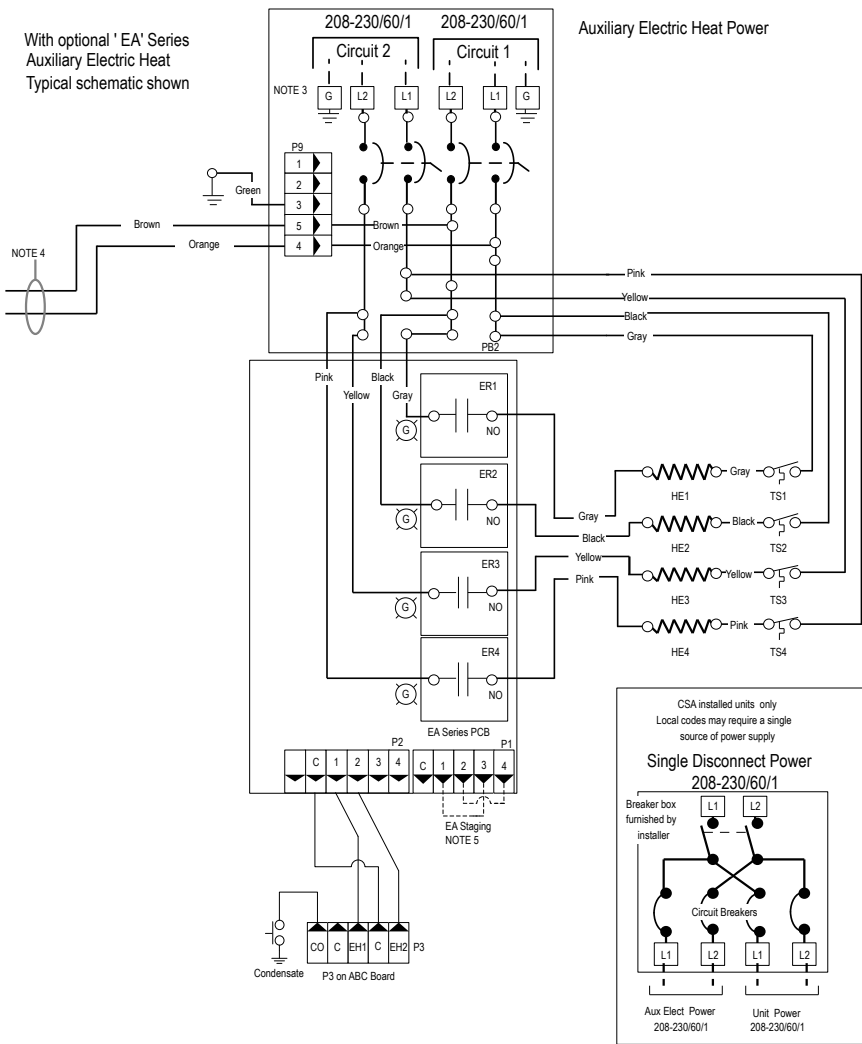 With optional ' EA' Series
Auxiliary Electric Heat
Typical schematic shown
208-230/60/1
208-230/60/1
Auxiliary Electric Heat Power
Circuit 2
Circuit 1
NOTE 3
G
L2
L1
L2
L1
G
P9
1
2
3
5
4
Green
Brown
Orange
Brown
Orange
NOTE 4
Pink
Yellow
Black
Gray
PB2
Pink
Yellow
Black
Gray
ER1
G
NO
ER2
G
NO
ER3
G
NO
ER4
G
NO
Gray
Black
Yellow
Pink
Gray
HE1
TS1
Black
HE2
TS2
Yellow
HE3
TS3
Pink
HE4
TS4
EA Series PCB
P2
C
1
2
3
4
P1
C
1
2
3
4
EA Staging
NOTE 5
Condensate
CO
C
EH1
C
EH2
P3
P3 on ABC Board
CSA installed units only
Local codes may require a single
source of power supply
Single Disconnect Power
208-230/60/1
Breaker box
furnished by
installer
L1
L2
Circuit Breakers
L1
L2
L1
L2
Aux Elect Power
208-230/60/1
Unit Power
208-230/60/1